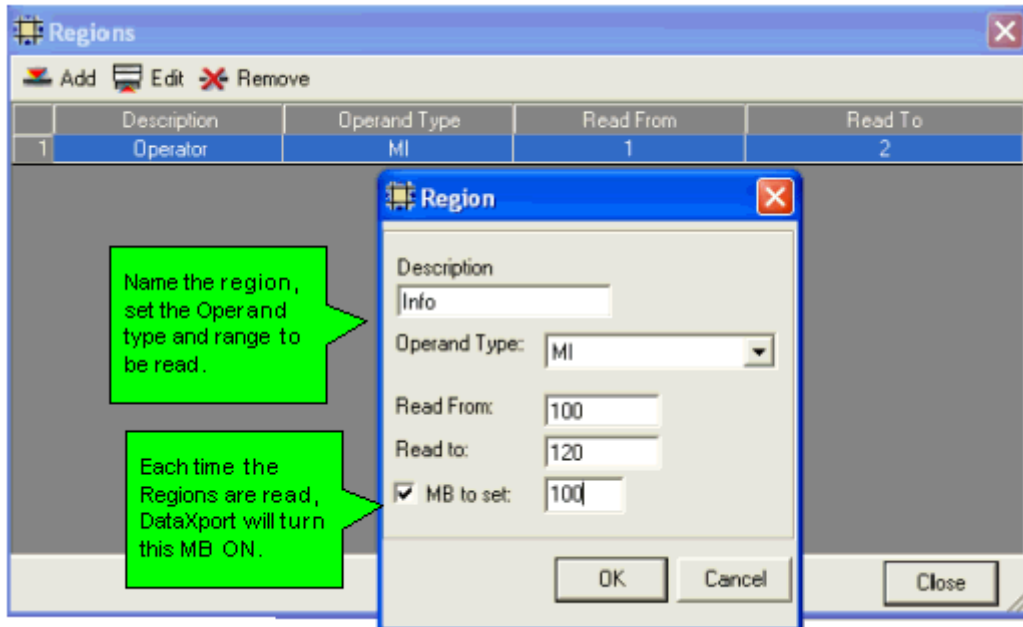 Regions
Add Edit Remove
Description Operand Type Read From Read To
1 Operator MI 1 2
Region
Name the region,
set the Operand
type and range to
be read.
Description
Info
Operand Type: MI
Read From: 100
Read to: 120
MB to set: 100
Each time the
Regions are read,
DataXport will turn
this MB ON.
OK Cancel
Close